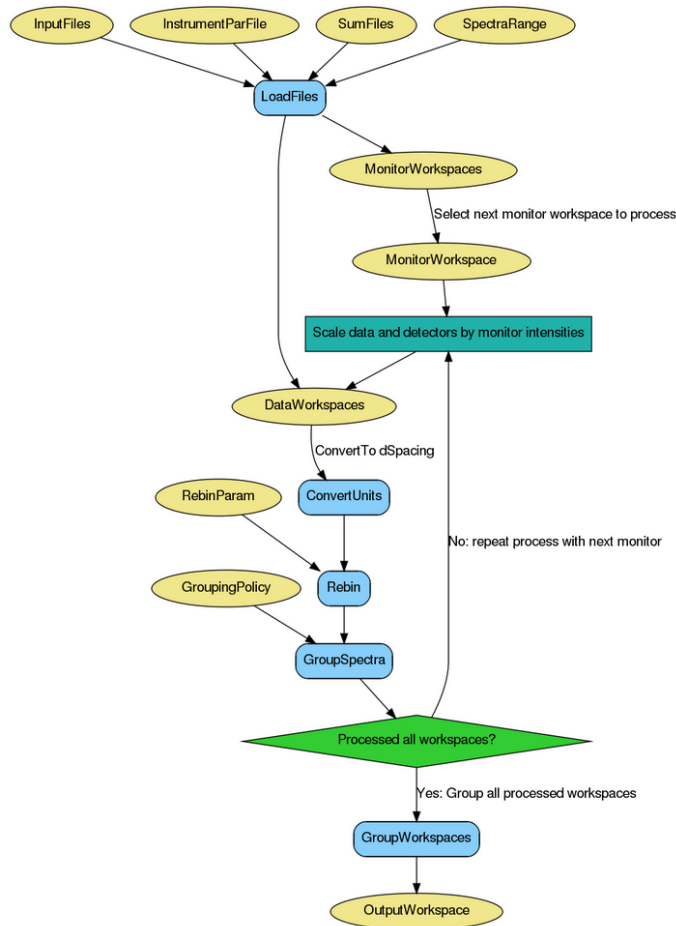 InputFiles
InstrumentParFile
SumFiles
SpectraRange
LoadFiles
MonitorWorkspaces
Select next monitor workspace to process
MonitorWorkspace
Scale data and detectors by monitor intensities
DataWorkspaces
ConvertTo dSpacing
RebinParam
ConvertUnits
No: repeat process with next monitor
GroupingPolicy
Rebin
GroupSpectra
Processed all workspaces?
Yes: Group all processed workspaces
GroupWorkspaces
OutputWorkspace